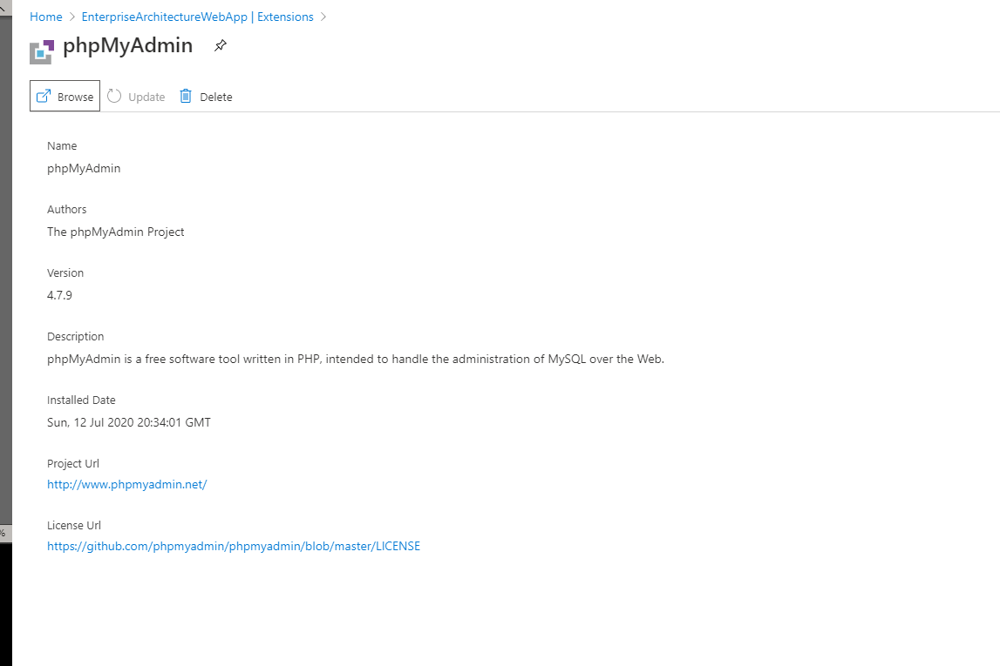 Home > EnterpriseArchitectureWebApp | Extensions >
phpMyAdmin
Browse Update Delete
Name
phpMyAdmin
Authors
The phpMyAdmin Project
Version
4.7.9
Description
phpMyAdmin is a free software tool written in PHP, intended to handle the administration of MySQL over the Web.
Installed Date
Sun, 12 Jul 2020 20:34:01 GMT
Project Url
http://www.phpmyadmin.net/
License Url
%
https://github.com/phpmyadmin/phpmyadmin/blob/master/LICENSE